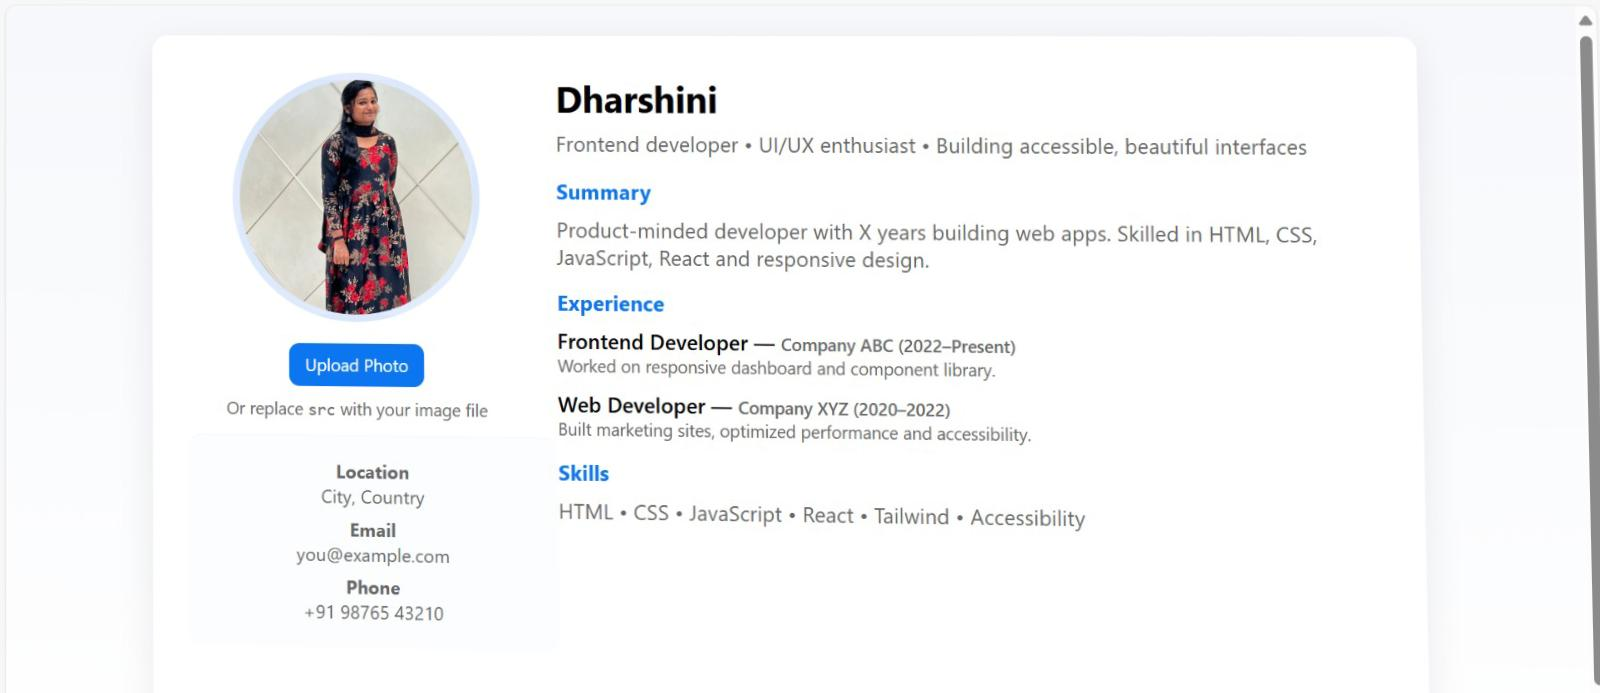 Dharshini
Frontend developer • UI/UX enthusiast • Building accessible, beautiful interfaces
Summary
Product-minded developer with X years building web apps. Skilled in HTML, CSS,
JavaScript, React and responsive design.
Experience
Frontend Developer — Company ABC (2022–Present)
Worked on responsive dashboard and component library.
Web Developer — Company XYZ (2020–2022)
Built marketing sites, optimized performance and accessibility.
Skills
HTML • CSS • JavaScript • React • Tailwind • Accessibility
Upload Photo
Or replace src with your image file
Location
City, Country
Email
you@example.com
Phone
+91 98765 43210